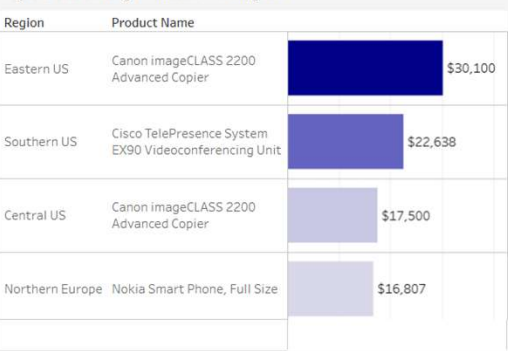 Region Product Name
Eastern US Canon imageCLASS 2200 Advanced Copier $30,100
Southern US Cisco TelePresence System EX90 Videoconferencing Unit $22,638
Central US Canon imageCLASS 2200 Advanced Copier $17,500
Northern Europe Nokia Smart Phone, Full Size $16,807